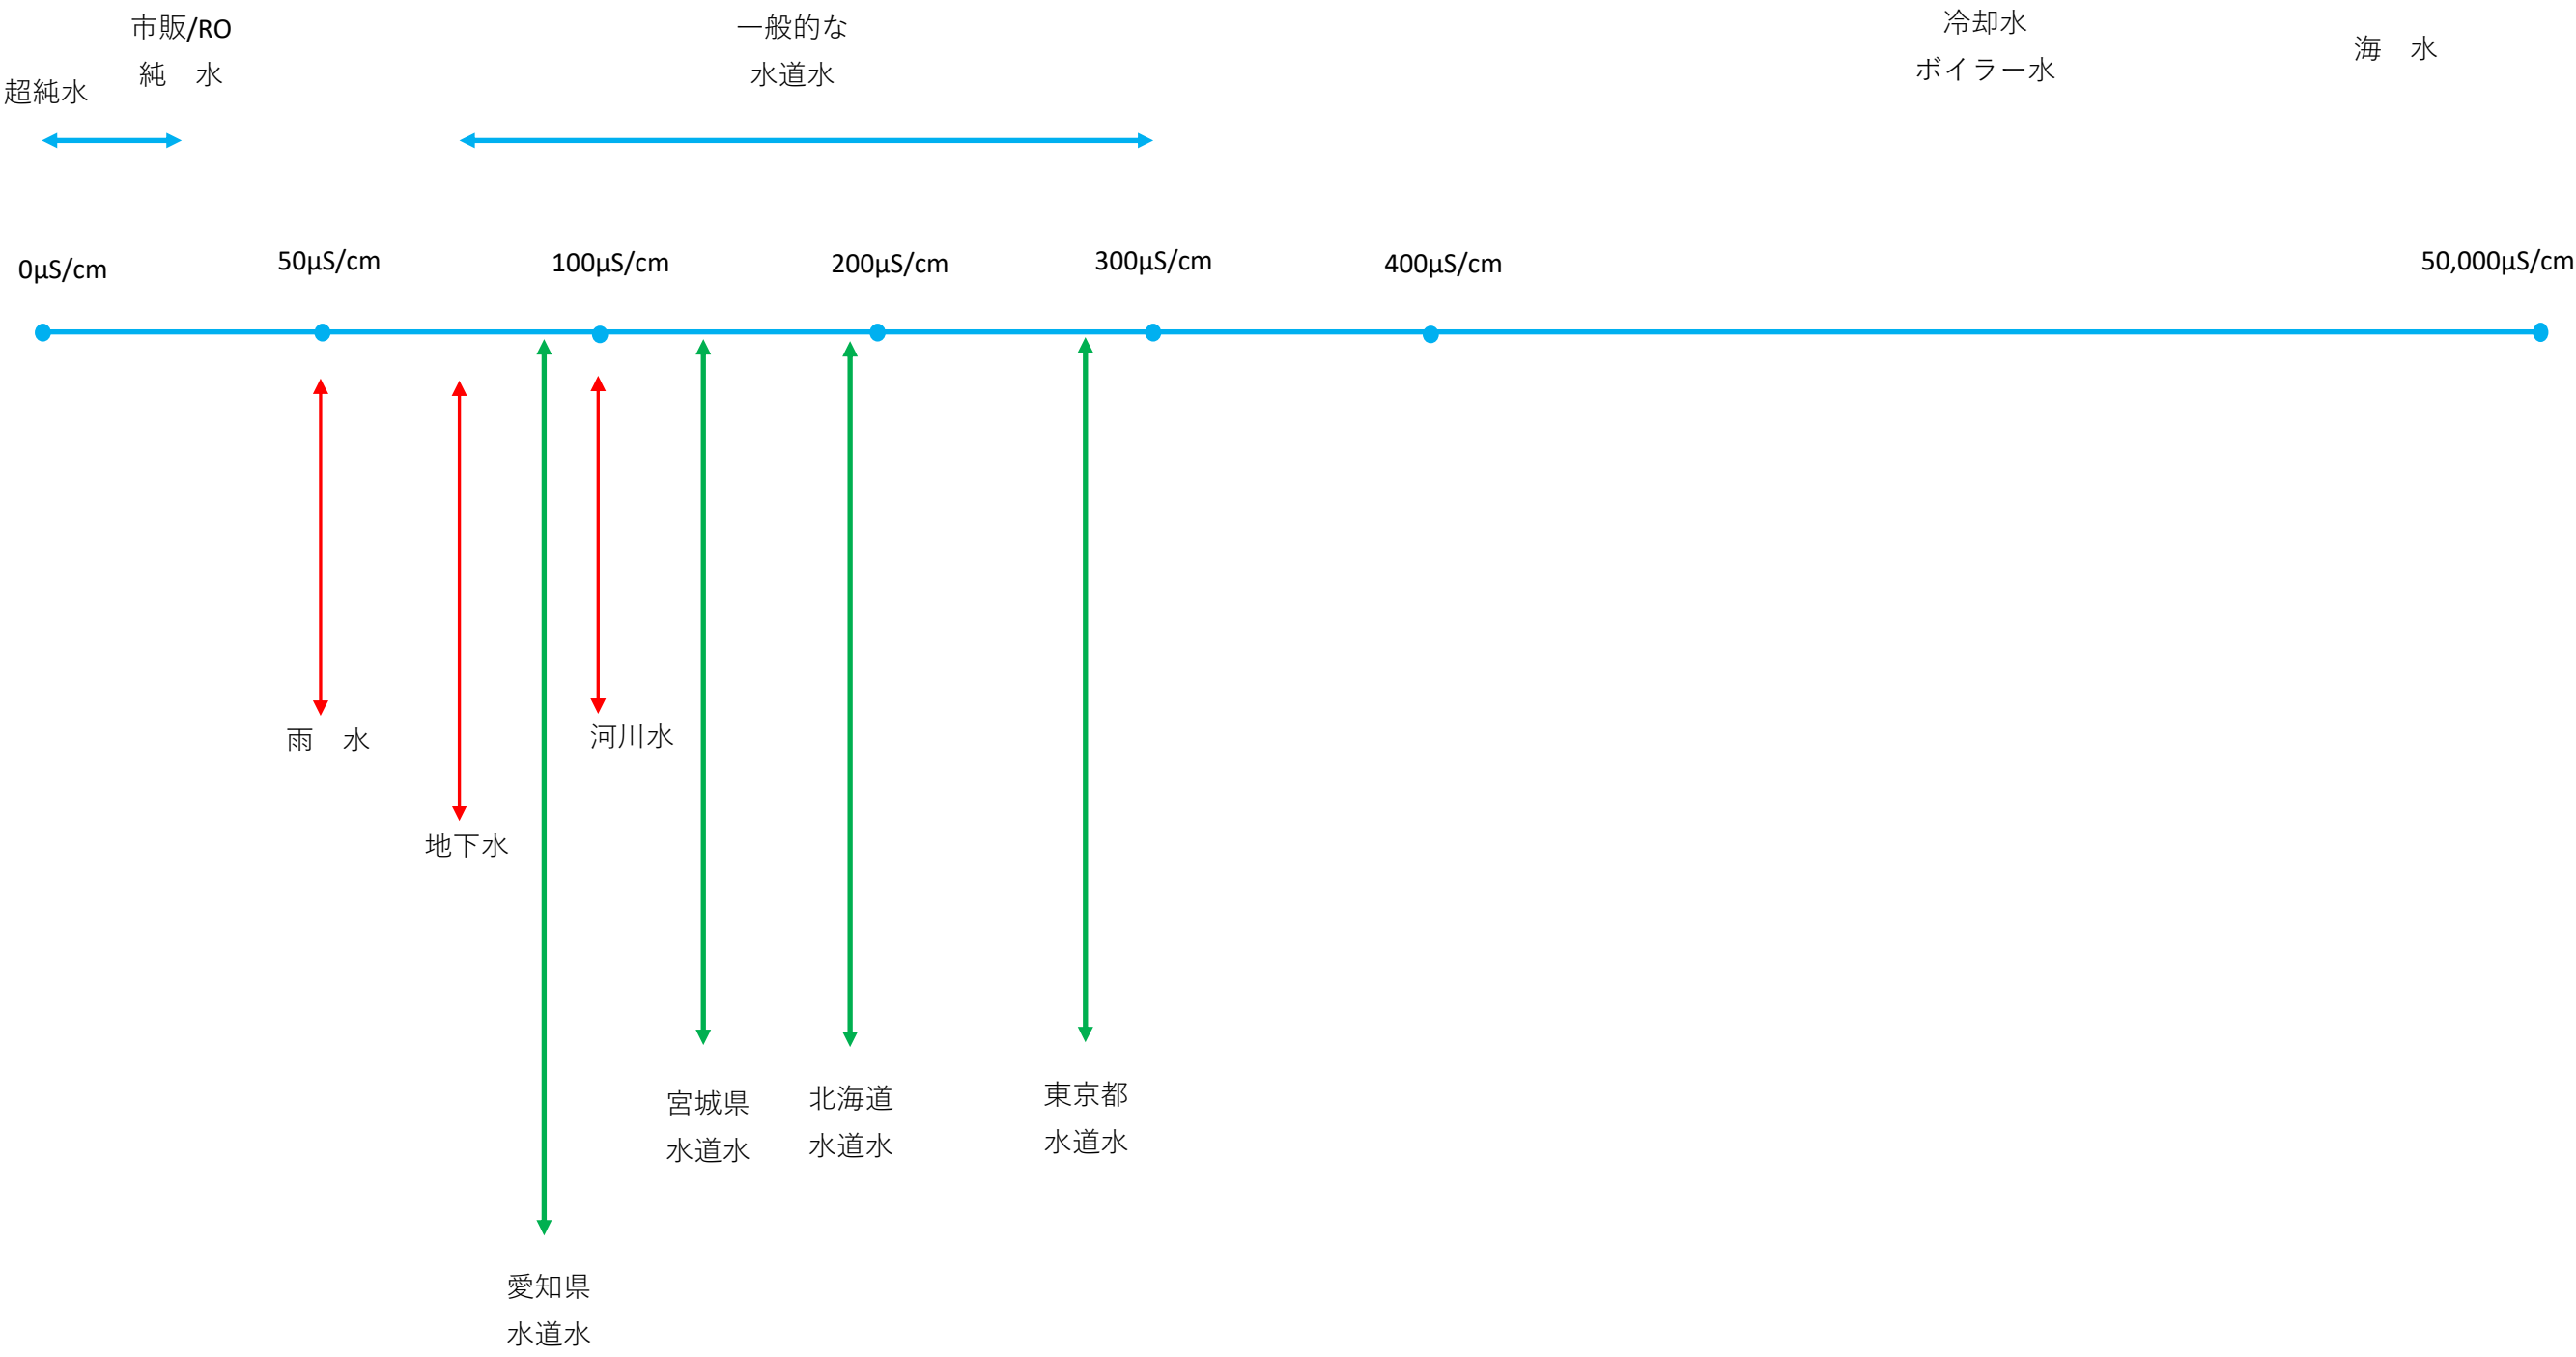 超純水
市販/RO
純　水
一般的な
水道水
冷却水
ボイラー水
海　水
0µS/cm
50µS/cm
100µS/cm
200µS/cm
300µS/cm
400µS/cm
50,000µS/cm
雨　水
河川水
地下水
宮城県
水道水
北海道
水道水
東京都
水道水
愛知県
水道水